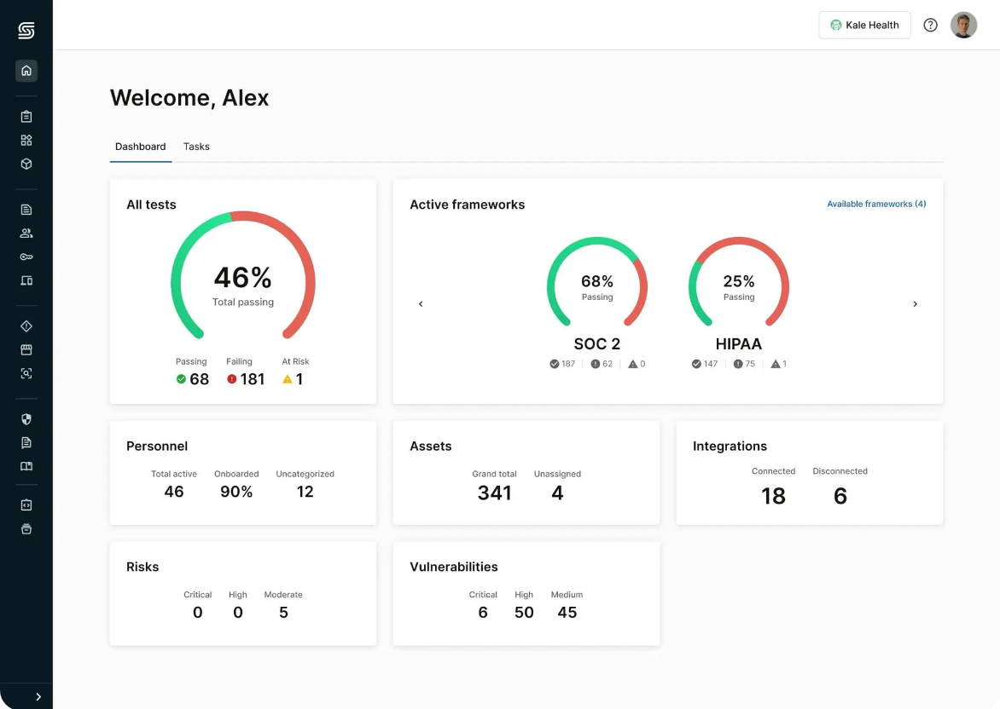 Kale Health
Welcome, Alex
Dashboard Tasks
All tests
46%
Total passing
Passing Failing At Risk
68 181 1
Active frameworks
Available frameworks (4)
68%
Passing
SOC 2
187 62 0
25%
Passing
HIPAA
147 75 1
Personnel
Total active Onboarded Uncategorized
46 90% 12
Assets
Grand total Unassigned
341 4
Integrations
Connected Disconnected
18 6
Risks
Critical High Moderate
0 0 5
Vulnerabilities
Critical High Medium
6 50 45